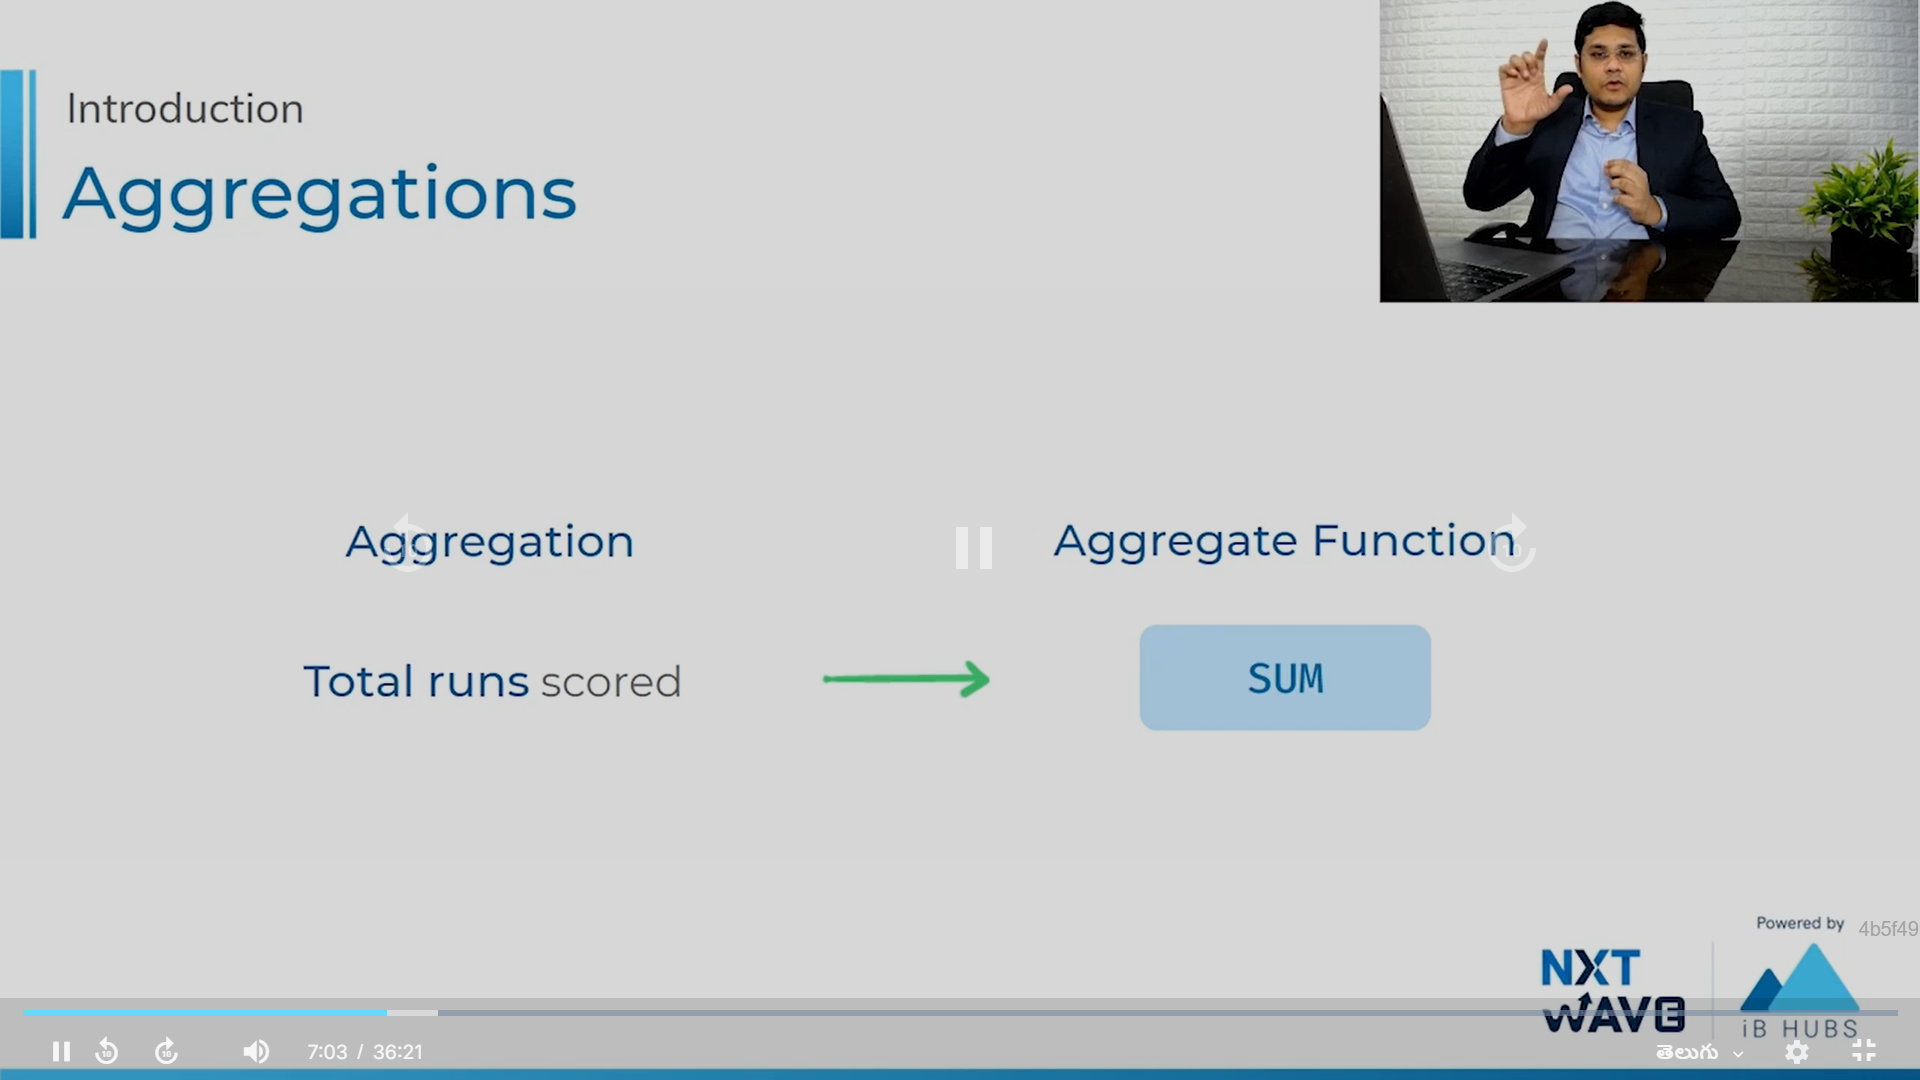 Introduction
Aggregations
Aggregation
Aggregate Function
Total runs scored
SUM
Powered by
4b5f49
NXT
WAVE
iB HUBS
10
10
7:03 / 36:21
తెలుగు